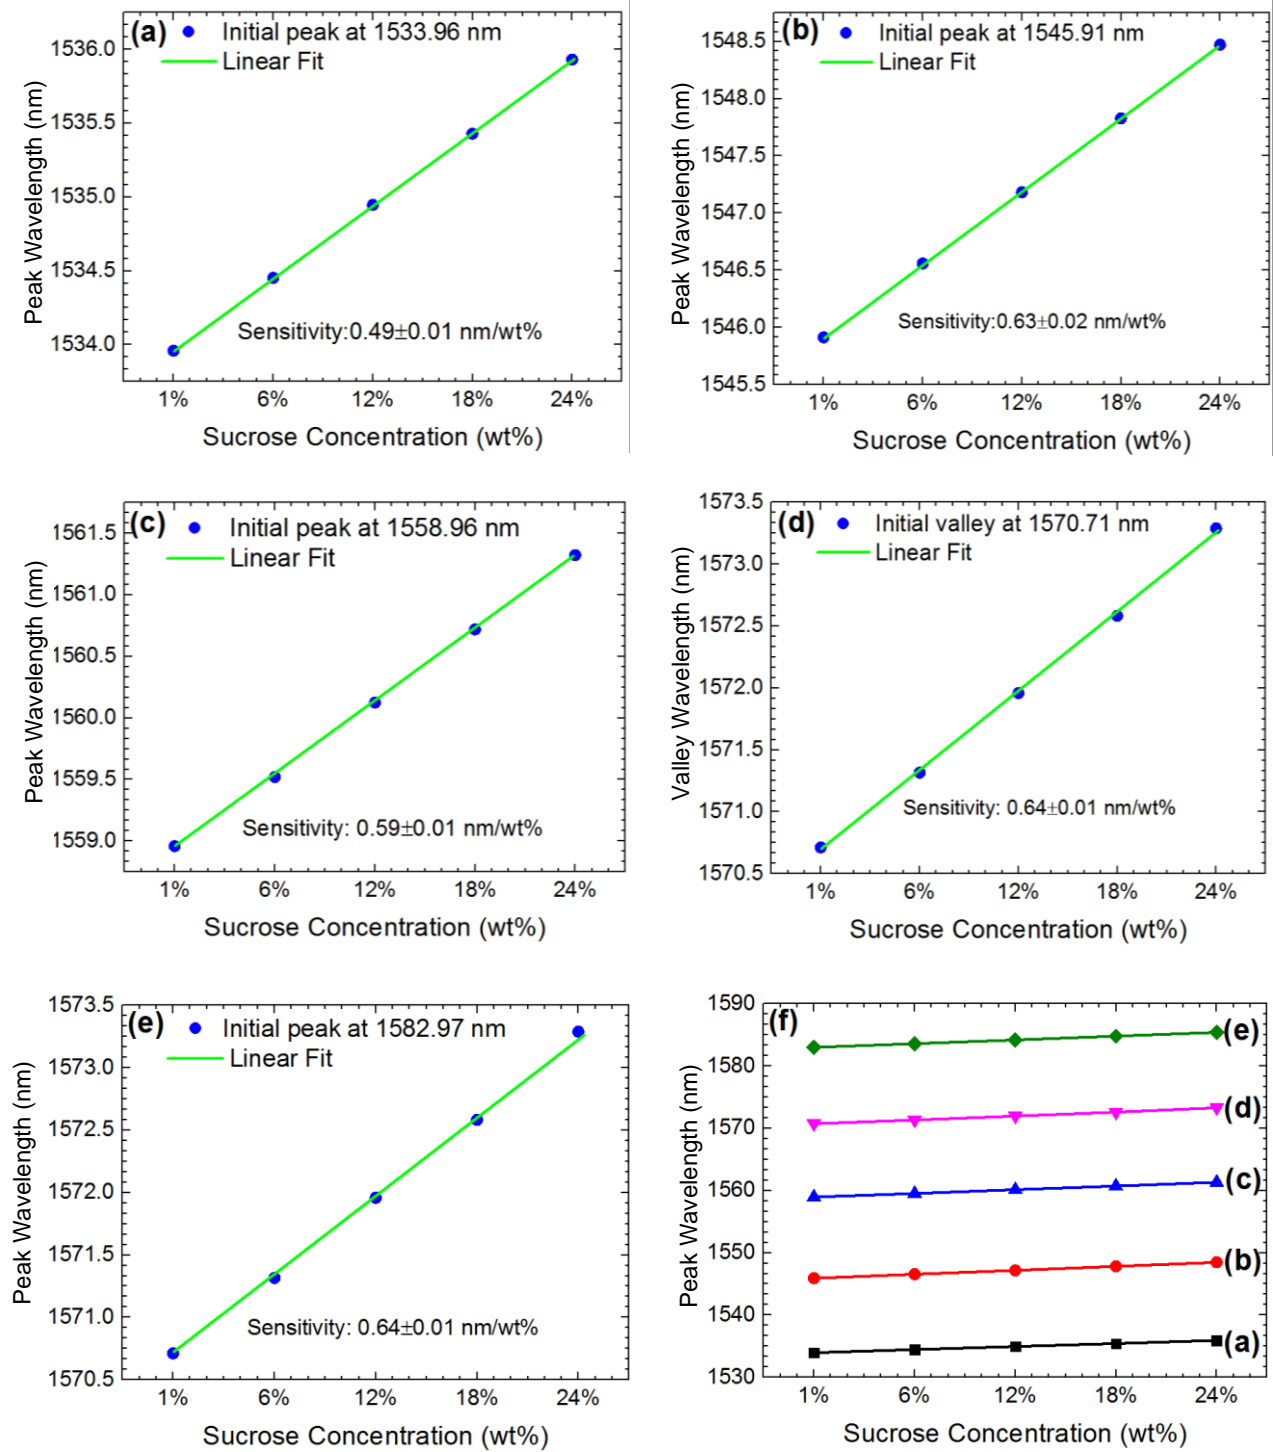 (a) Initial peak at 1533.96 nm
Linear Fit
Peak Wavelength (nm)
1536.0
1535.5
1535.0
1534.5
1534.0
Sensitivity:0.49±0.01 nm/wt%
1% 6% 12% 18% 24%
Sucrose Concentration (wt%)
(b) Initial peak at 1545.91 nm
Linear Fit
Peak Wavelength (nm)
1548.5
1548.0
1547.5
1547.0
1546.5
1546.0
1545.5
Sensitivity:0.63±0.02 nm/wt%
1% 6% 12% 18% 24%
Sucrose Concentration (wt%)
(c) Initial peak at 1558.96 nm
Linear Fit
Peak Wavelength (nm)
1561.5
1561.0
1560.5
1560.0
1559.5
1559.0
Sensitivity: 0.59±0.01 nm/wt%
1% 6% 12% 18% 24%
Sucrose Concentration (wt%)
(d) Initial valley at 1570.71 nm
Linear Fit
Valley Wavelength (nm)
1573.5
1573.0
1572.5
1572.0
1571.5
1571.0
1570.5
Sensitivity: 0.64±0.01 nm/wt%
1% 6% 12% 18% 24%
Sucrose Concentration (wt%)
(e) Initial peak at 1582.97 nm
Linear Fit
Peak Wavelength (nm)
1573.5
1573.0
1572.5
1572.0
1571.5
1571.0
1570.5
Sensitivity: 0.64±0.01 nm/wt%
1% 6% 12% 18% 24%
Sucrose Concentration (wt%)
(f)
Peak Wavelength (nm)
1590
1580
1570
1560
1550
1540
1530
(e)
(d)
(c)
(b)
(a)
1% 6% 12% 18% 24%
Sucrose Concentration (wt%)